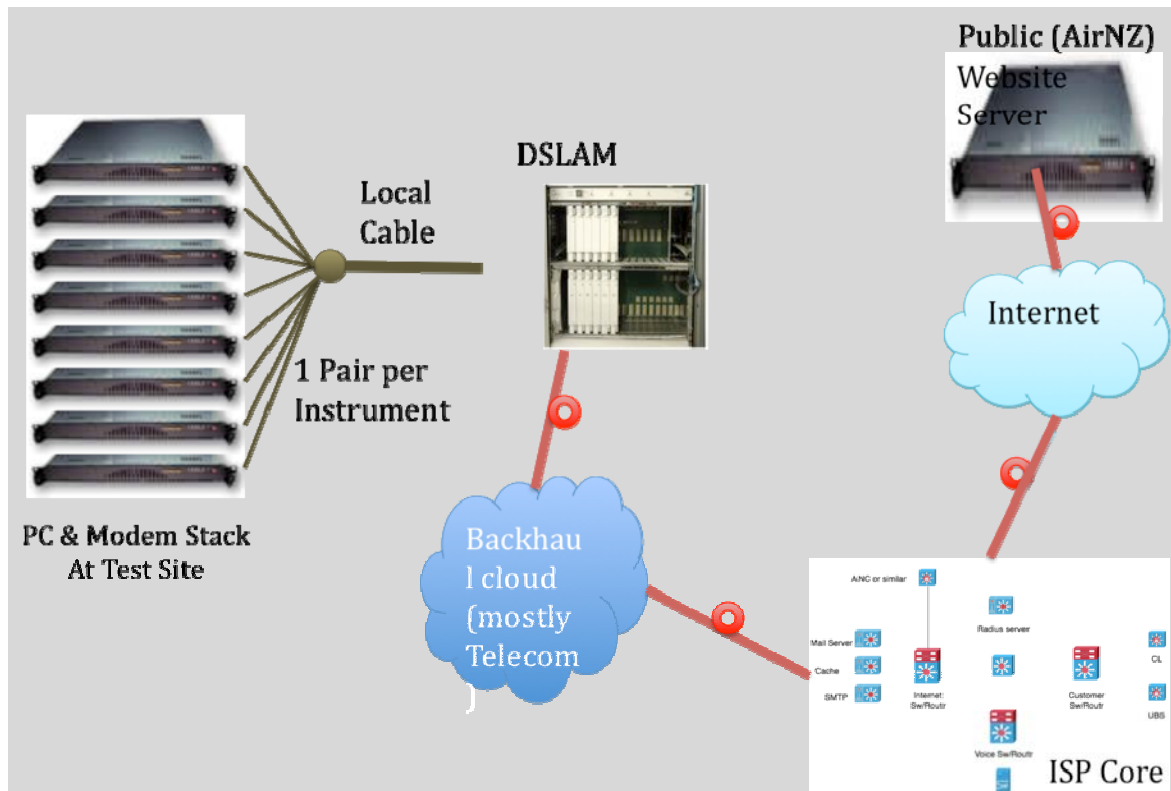 Public (AirNZ)
Website
Server
DSLAM
Local
Cable
1 Pair per
Instrument
PC & Modem Stack
At Test Site
Internet
Backhau
l cloud
(mostly
Telecom
)
AiNC or similar
Radius server
Mail Server
Cache
SMTP
Internet:
Sw/Routr
Customer
Sw/Routr
CL
UBS
Voice Sw/Routr
ISP Core